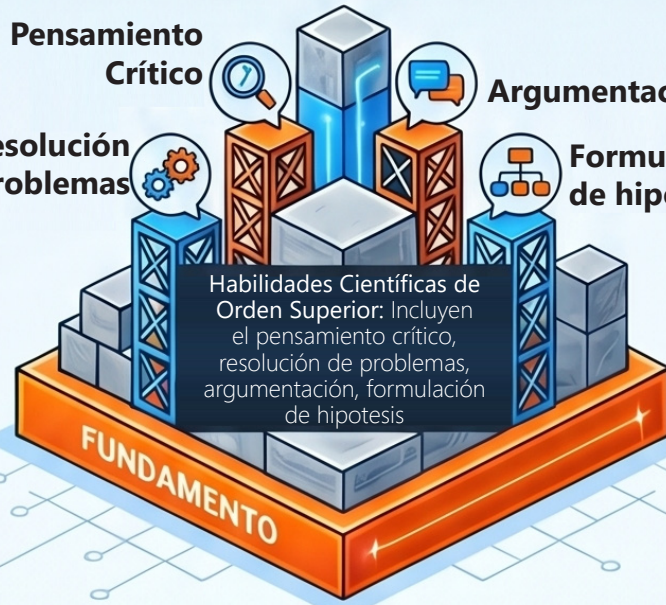 Pensamiento
Crítico
Argumentac
esolución
roblemas
Formu
de hipo
Habilidades Científicas de
Orden Superior: Incluyen
el pensamiento crítico,
resolución de problemas,
argumentación, formulación
de hipotesis
FUNDAMENTO